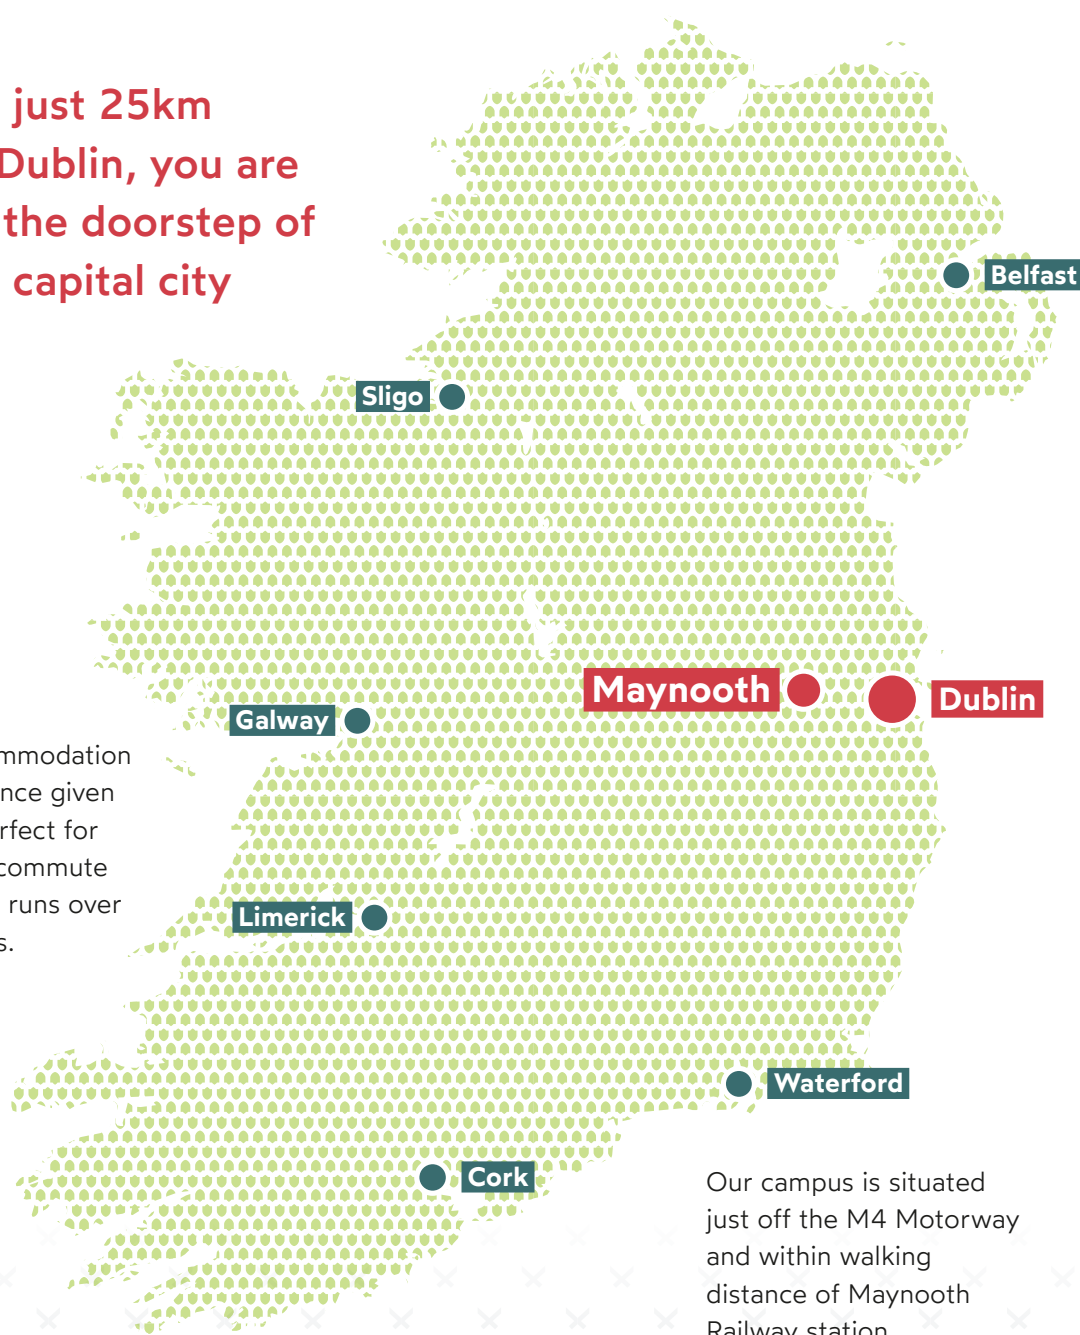 just 25km
Dublin, you are
the doorstep of
capital city
Belfast
Sligo
Maynooth
Dublin
Galway
mmodation
nce given
rfect for
commute
runs over
s.
Limerick
Waterford
Cork
Our campus is situated
just off the M4 Motorway
and within walking
distance of Maynooth
Railway station